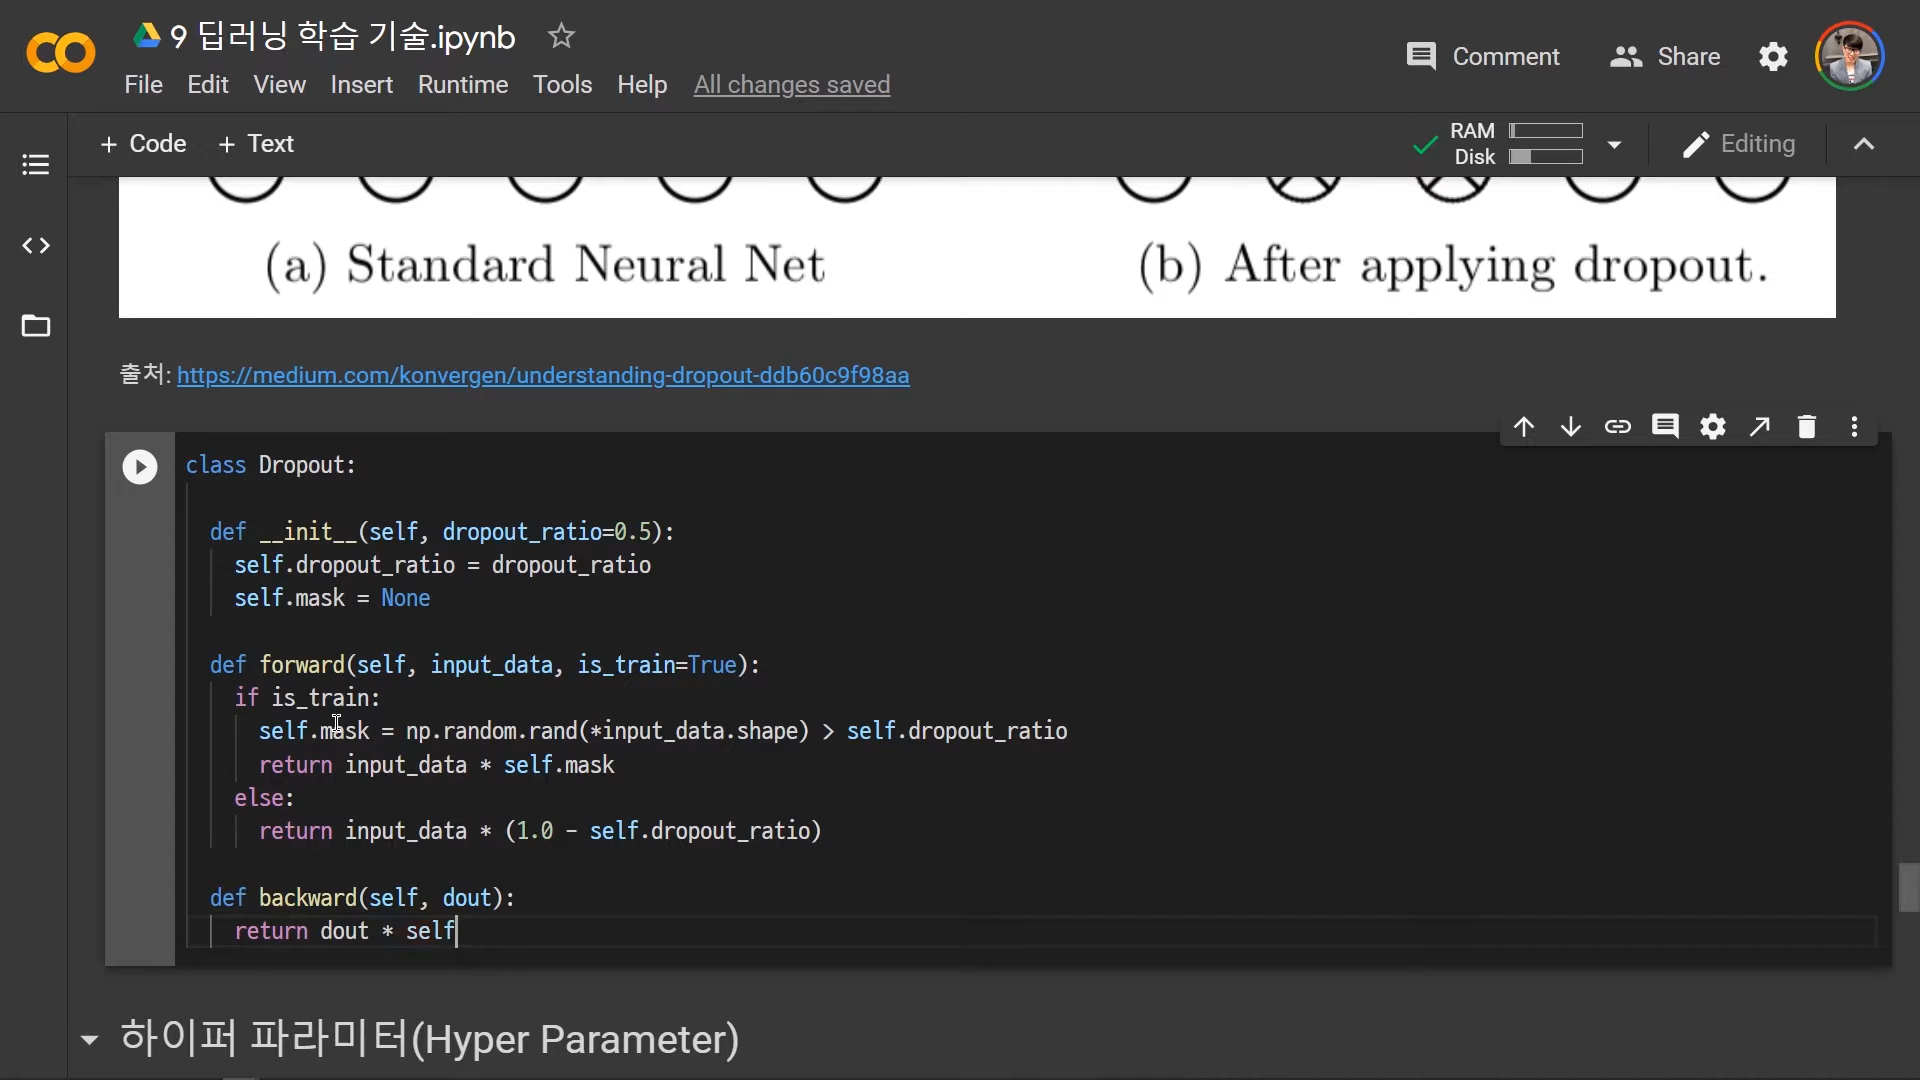 9 딥러닝 학습 기술.ipynb
Comment
Share
File Edit View Insert Runtime Tools Help All changes saved
+ Code + Text
RAM
Disk
Editing
(a) Standard Neural Net
(b) After applying dropout.
출처: https://medium.com/konvergen/understanding-dropout-ddb60c9f98aa
class Dropout:
def __init__(self, dropout_ratio=0.5):
self.dropout_ratio = dropout_ratio
self.mask = None
def forward(self, input_data, is_train=True):
if is_train:
self.mask = np.random.rand(*input_data.shape) > self.dropout_ratio
return input_data * self.mask
else:
return input_data * (1.0 - self.dropout_ratio)
def backward(self, dout):
return dout * self
하이퍼 파라미터(Hyper Parameter)